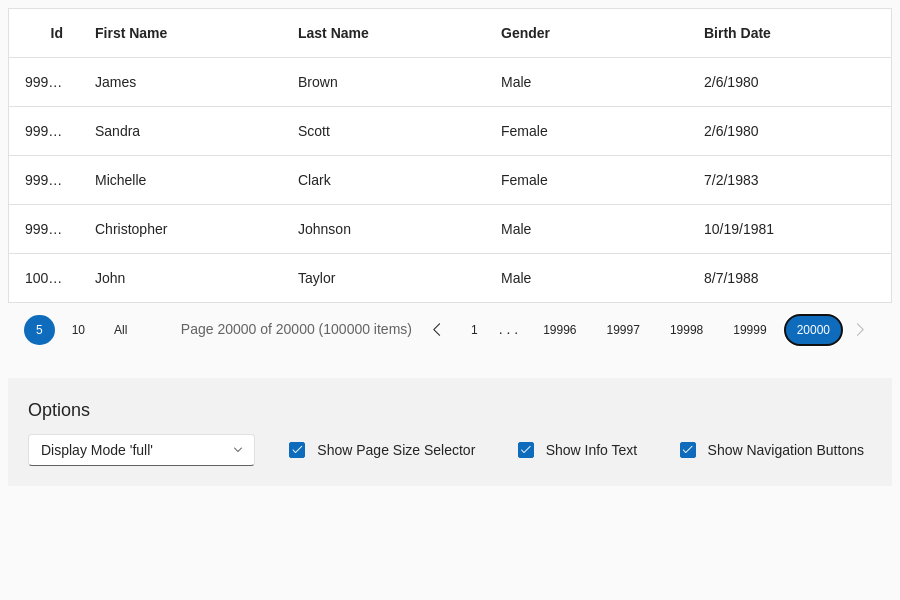 Id First Name Last Name Gender Birth Date
999… James Brown Male 2/6/1980
999… Sandra Scott Female 2/6/1980
999… Michelle Clark Female 7/2/1983
999… Christopher Johnson Male 10/19/1981
100… John Taylor Male 8/7/1988
5 10 All Page 20000 of 20000 (100000 items) 1 . . . 19996 19997 19998 19999 20000
Options
Display Mode 'full' Show Page Size Selector Show Info Text Show Navigation Buttons